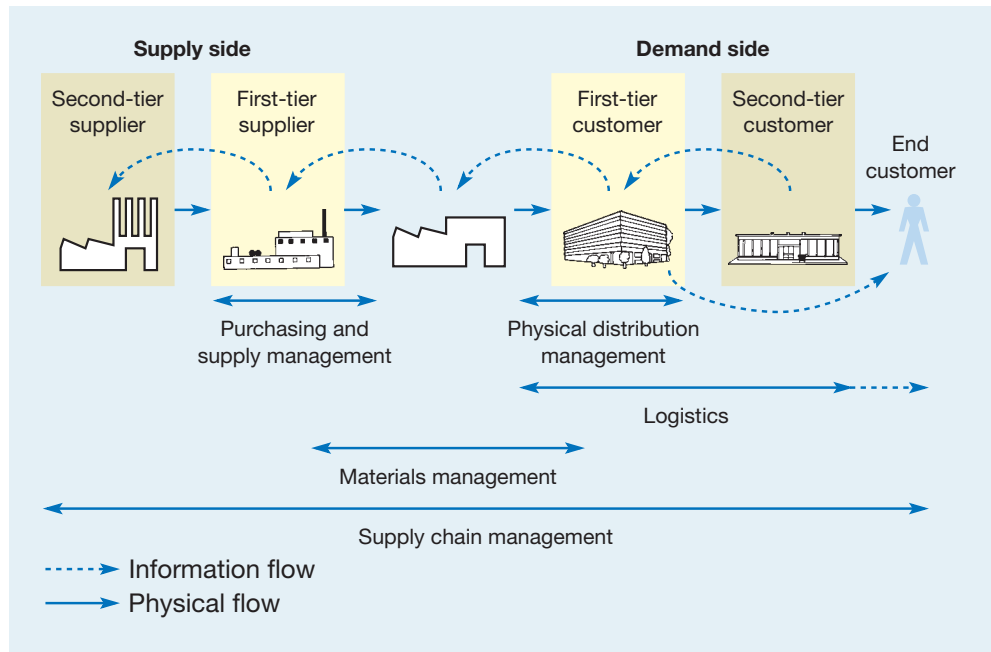 Supply side
Demand side
Second-tier
supplier
First-tier
supplier
First-tier
customer
Second-tier
customer
End
customer
Purchasing and
supply management
Physical distribution
management
Logistics
Materials management
Supply chain management
Information flow
Physical flow